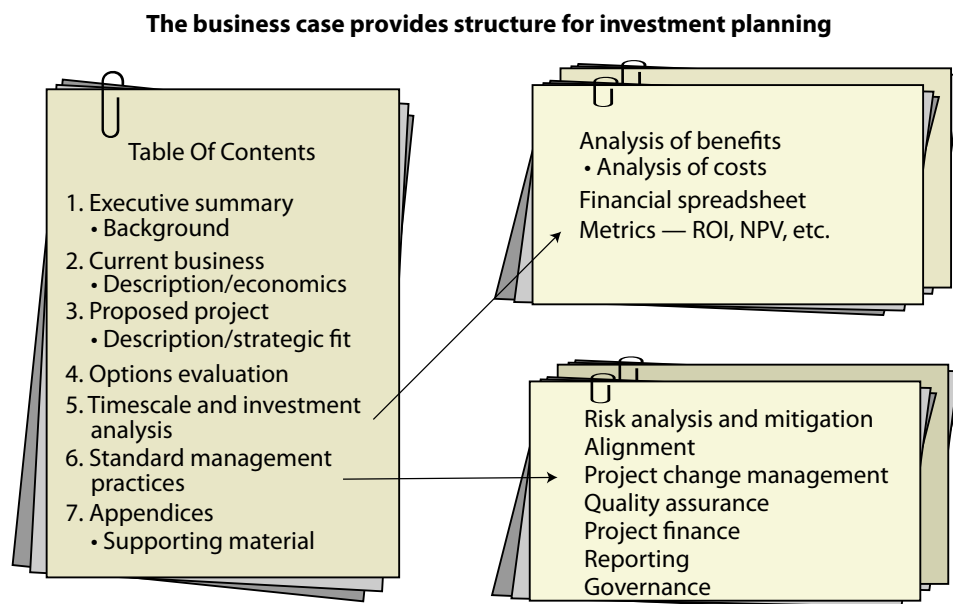 The business case provides structure for investment planning
Table Of Contents
1. Executive summary
• Background
2. Current business
• Description/economics
3. Proposed project
• Description/strategic fit
4. Options evaluation
5. Timescale and investment
analysis
6. Standard management
practices
7. Appendices
• Supporting material
Analysis of benefits
• Analysis of costs
Financial spreadsheet
Metrics — ROI, NPV, etc.
Risk analysis and mitigation
Alignment
Project change management
Quality assurance
Project finance
Reporting
Governance